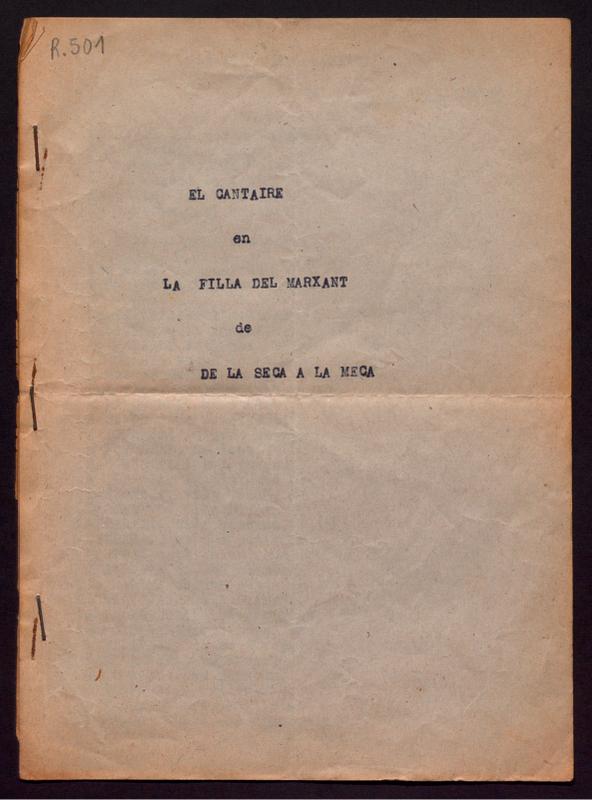 R.501
EL CANTAIRE
en
LA FILLA DEL MARXANT
de
DE LA SECA A LA MECA